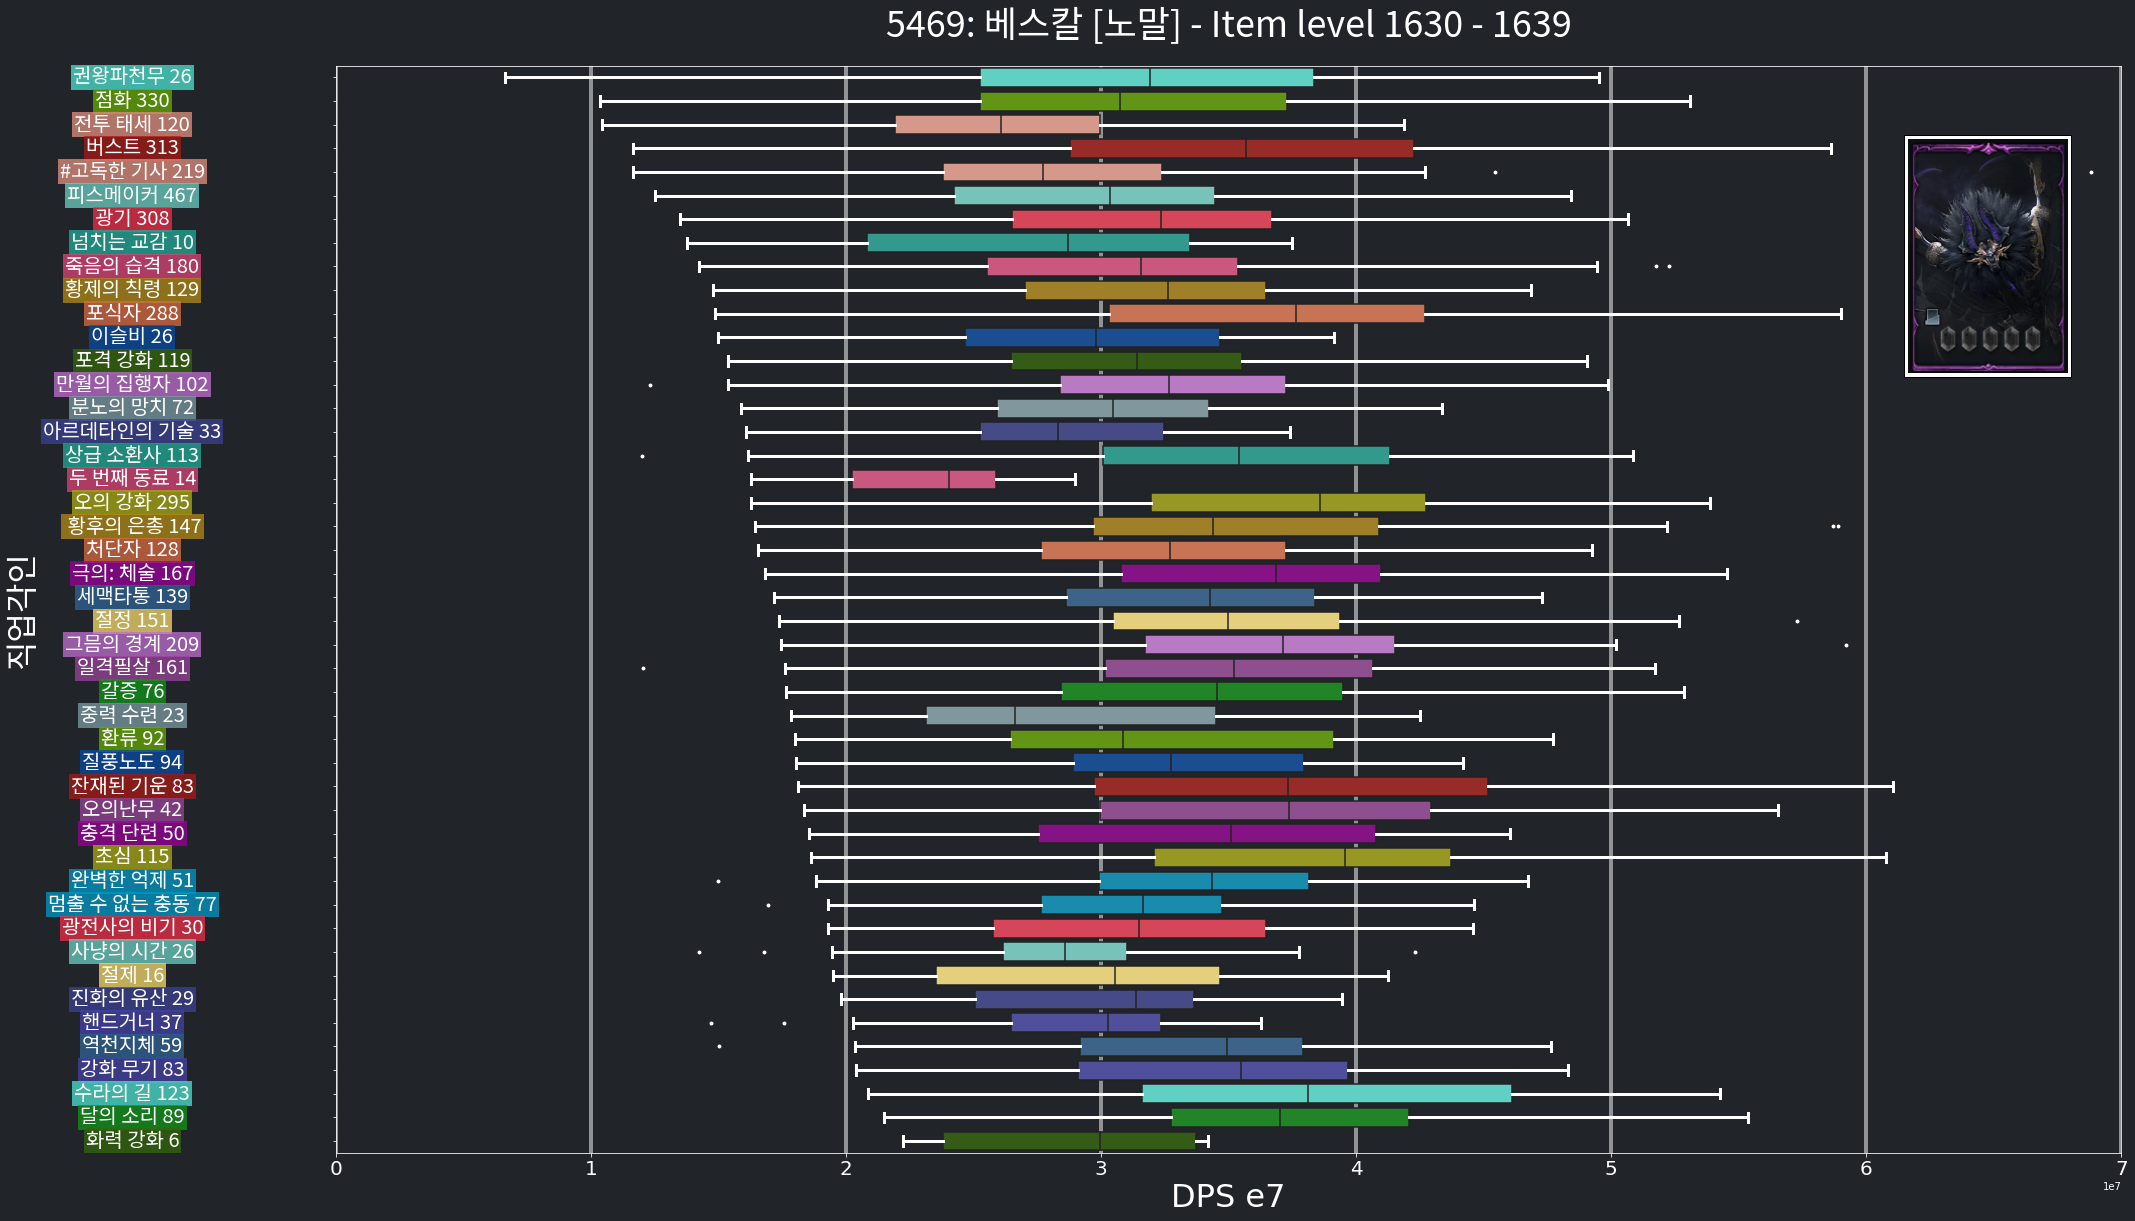 5469: 베스칼 [노말] - Item level 1630 - 1639
권왕파천무 26
점화 330
전투 태세 120
버스트 313
#고독한 기사 219
피스메이커 467
광기 308
넘치는 교감 10
죽음의 습격 180
황제의 칙령 129
포식자 288
이슬비 26
포격 강화 119
만월의 집행자 102
분노의 망치 72
아르데타인의 기술 33
상급 소환사 113
두 번째 동료 14
오의 강화 295
황후의 은총 147
처단자 128
극의: 체술 167
세맥타통 139
절정 151
그믐의 경계 209
일격필살 161
갈증 76
중력 수련 23
환류 92
질풍노도 94
잔재된 기운 83
오의난무 42
충격 단련 50
초심 115
완벽한 억제 51
멈출 수 없는 충동 77
광전사의 비기 30
사냥의 시간 26
절제 16
진화의 유산 29
핸드거너 37
역천지체 59
강화 무기 83
수라의 길 123
달의 소리 89
화력 강화 6
직업각인
0 1 2 3 4 5 6 7
DPS e7
1e7